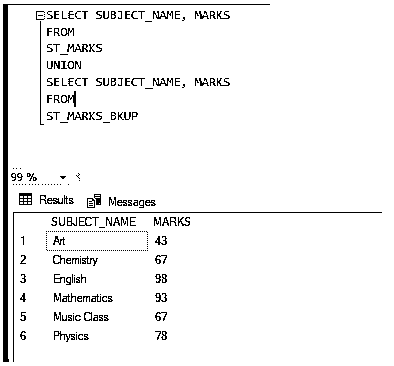 SELECT SUBJECT_NAME, MARKS
FROM
ST_MARKS
UNION
SELECT SUBJECT_NAME, MARKS
FROM
ST_MARKS_BKUP
99 %
Results Messages
SUBJECT_NAME MARKS
1 Art 43
2 Chemistry 67
3 English 98
4 Mathematics 93
5 Music Class 67
6 Physics 78